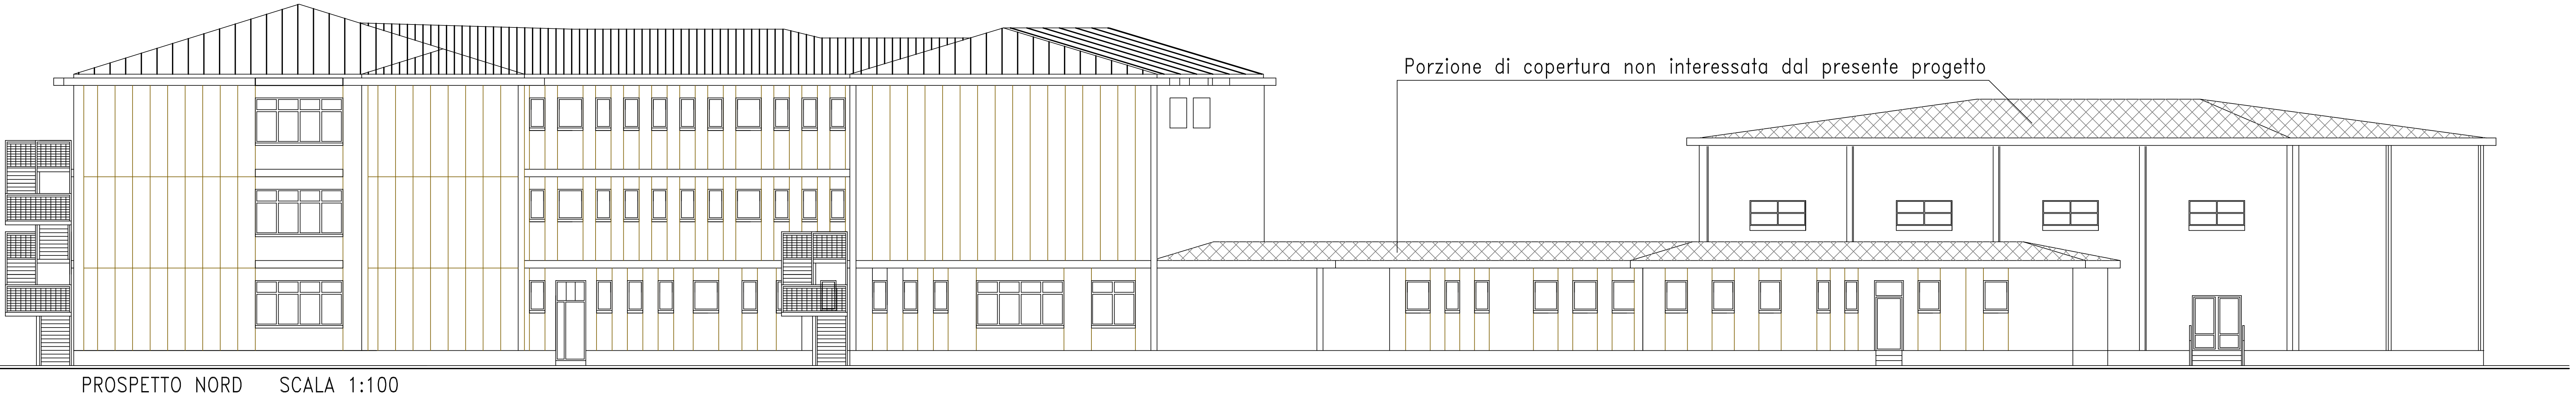 Porzione di copertura non interessata dal presente progetto
PROSPETTO NORD SCALA 1:100